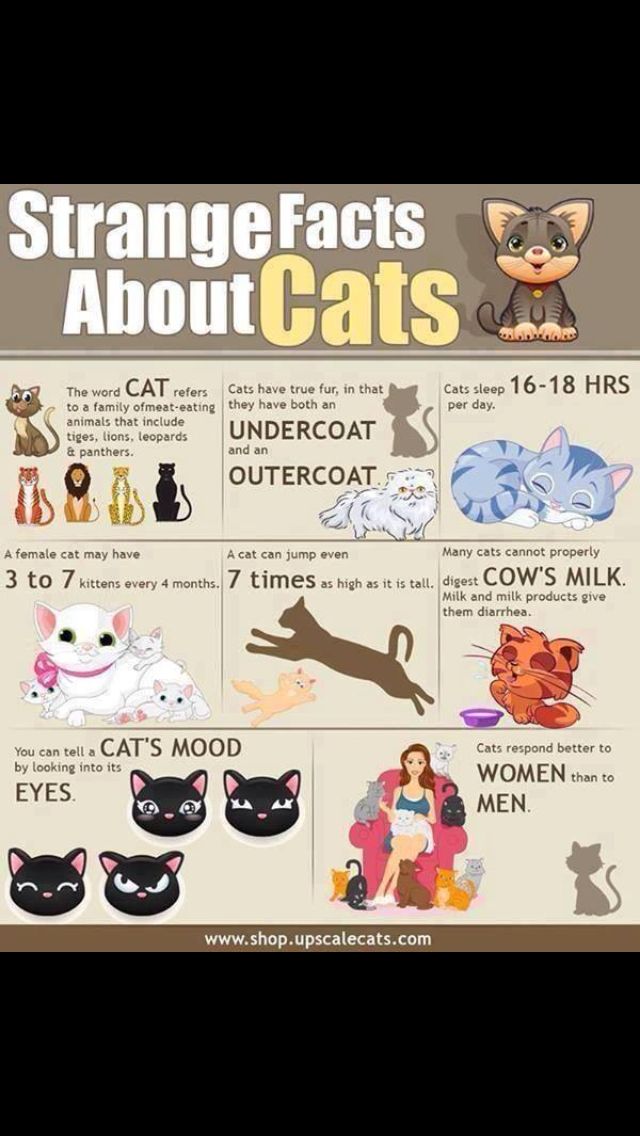 Strange Facts
About Cats
The word CAT refers
to a family ofmeat-eating
animals that include
tiges, lions, leopards
& panthers.
Cats have true fur, in that
they have both an
UNDERCOAT
and an
OUTERCOAT.
Cats sleep 16-18 HRS
per day.
A female cat may have
3 to 7 kittens every 4 months.
A cat can jump even
7 times as high as it is tall.
Many cats cannot properly
digest COW'S MILK.
Milk and milk products give
them diarrhea.
You can tell a CAT'S MOOD
by looking into its
EYES.
Cats respond better to
WOMEN than to
MEN.
www.shop.upscalecats.com